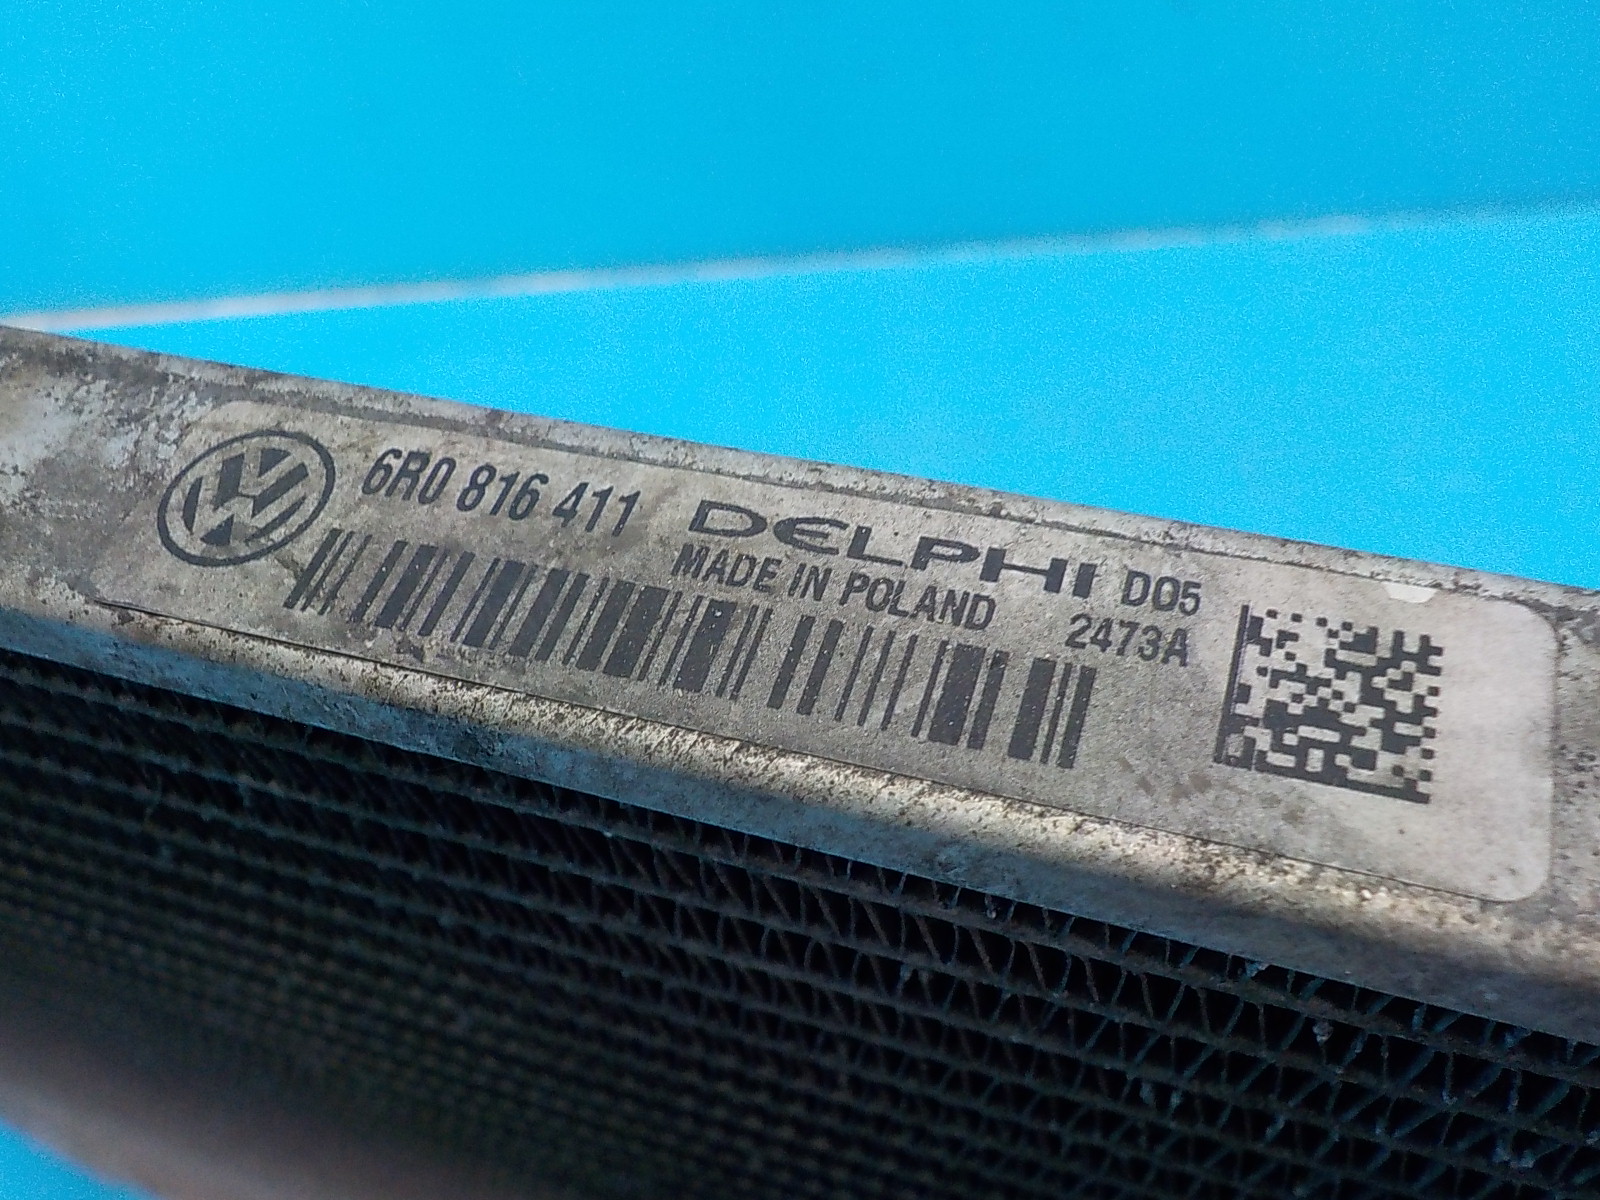 6R0 816 411 DELPHI D05
MADE IN POLAND 2473A